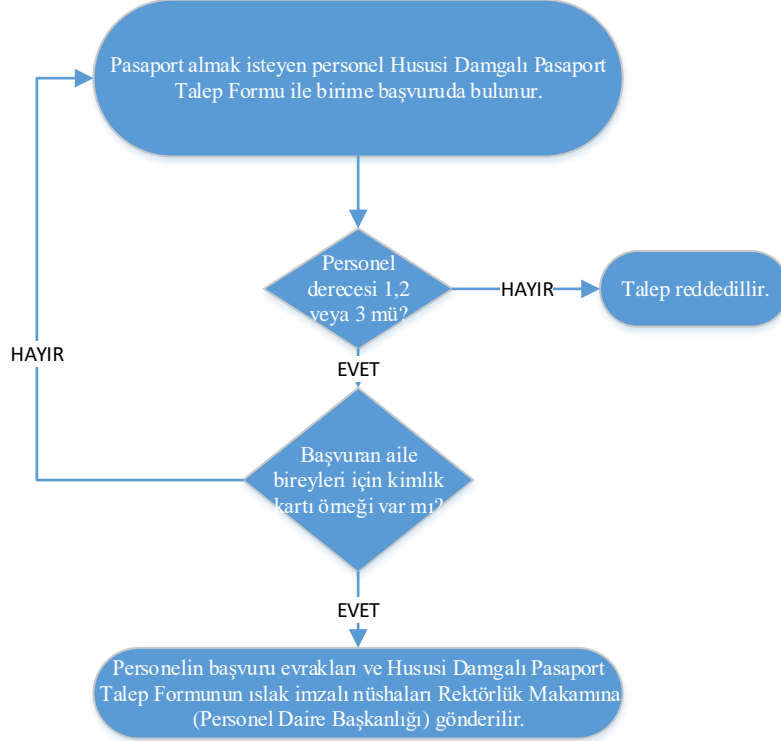 Pasaport almak isteyen personel Hususi Damgalı Pasaport
Talep Formu ile birime başvuruda bulunur.
Personel
derecesi 1,2
veya 3 mü?
HAYIR
Talep reddedillir.
HAYIR
EVET
Başvuran aile
bireyleri için kimlik
kartı örneği var mı?
EVET
Personelin başvuru evrakları ve Hususi Damgalı Pasaport
Talep Formunun ıslak imzalı nüshaları Rektörlük Makamına
(Personel Daire Başkanlığı) gönderilir.